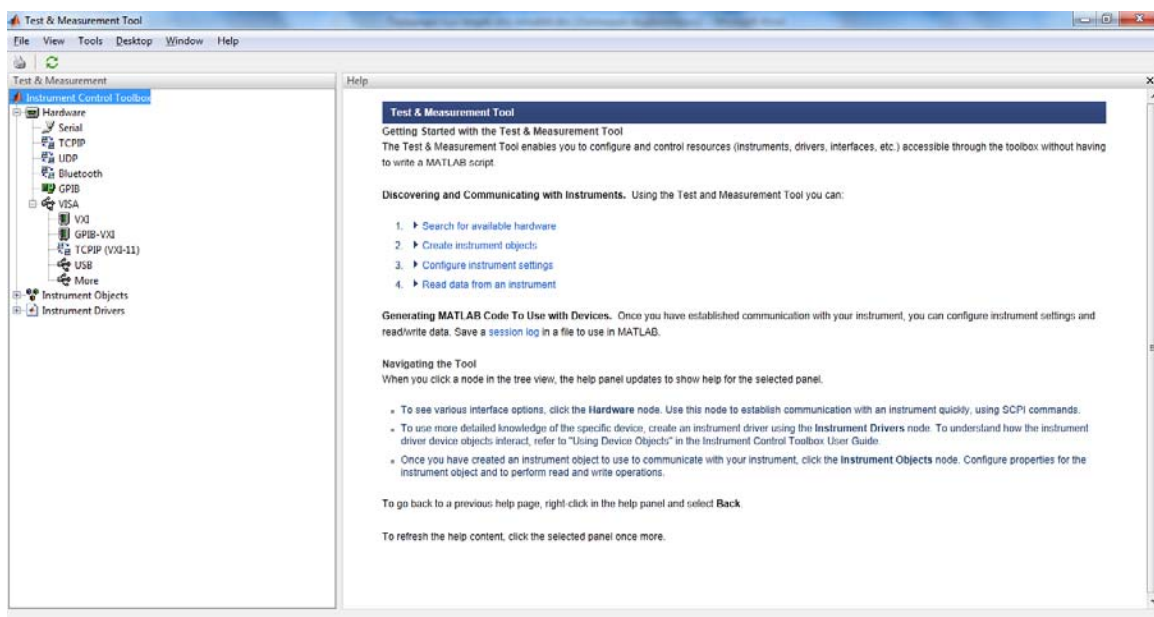 Test & Measurement Tool
File View Tools Desktop Window Help
Test & Measurement
Help
Instrument Control Toolbox
Hardware
Serial
TCPIP
UDP
Bluetooth
GPIB
VISA
VXI
GPIB-VXI
TCPIP (VXI-11)
USB
More
Instrument Objects
Instrument Drivers
Test & Measurement Tool
Getting Started with the Test & Measurement Tool
The Test & Measurement Tool enables you to configure and control resources (instruments, drivers, interfaces, etc.) accessible through the toolbox without having
to write a MATLAB script.
Discovering and Communicating with Instruments. Using the Test and Measurement Tool you can:
1. Search for available hardware
2. Create instrument objects
3. Configure instrument settings
4. Read data from an instrument
Generating MATLAB Code To Use with Devices. Once you have established communication with your instrument, you can configure instrument settings and
read/write data. Save a session log in a file to use in MATLAB.
Navigating the Tool
When you click a node in the tree view, the help panel updates to show help for the selected panel.
To see various interface options, click the Hardware node. Use this node to establish communication with an instrument quickly, using SCPI commands.
To use more detailed knowledge of the specific device, create an instrument driver using the Instrument Drivers node. To understand how the instrument
driver device objects interact, refer to "Using Device Objects" in the Instrument Control Toolbox User Guide.
Once you have created an instrument object to use to communicate with your instrument, click the Instrument Objects node. Configure properties for the
instrument object and to perform read and write operations.
To go back to a previous help page, right-click in the help panel and select Back.
To refresh the help content, click the selected panel once more.